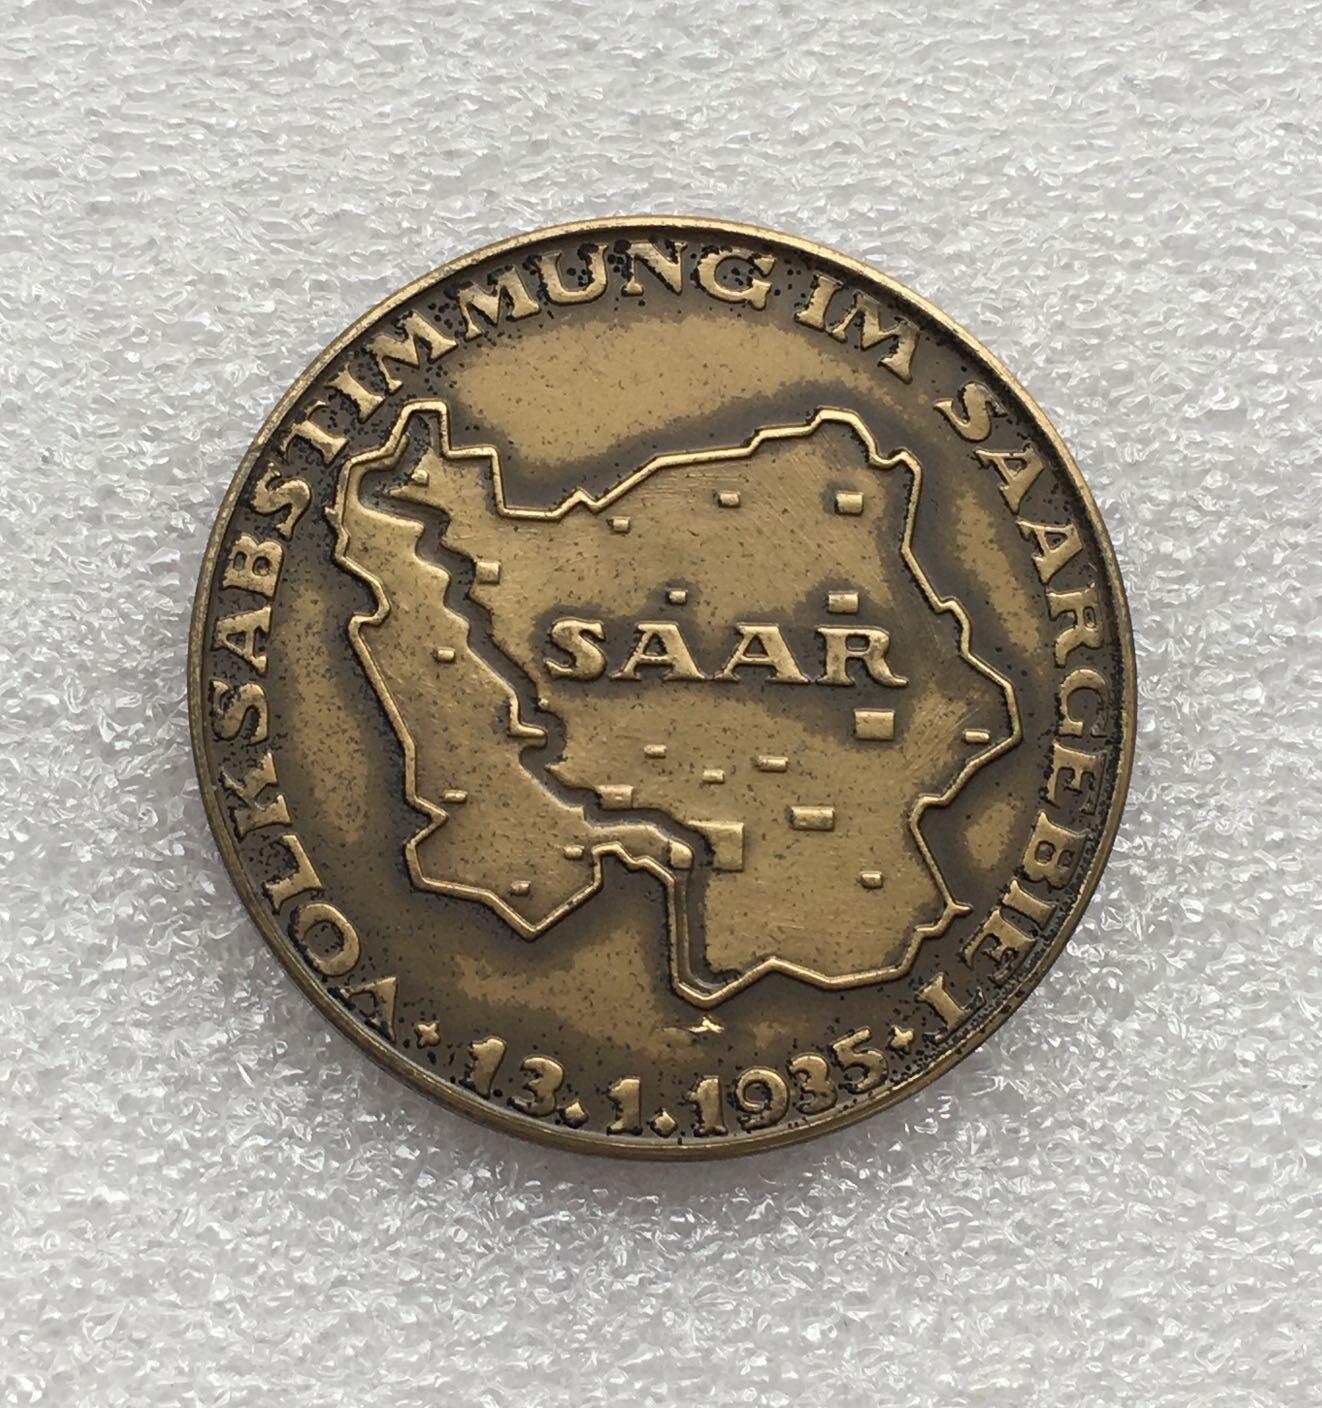 VOLKSABSTIMMUNG IM SAARGEBIET
SAAR
• 13.1.1935 •